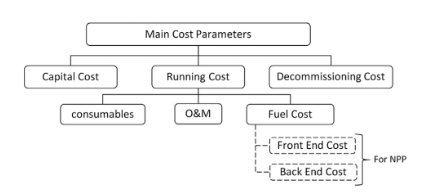 Main Cost Parameters
Capital Cost
Running Cost
Decommissioning Cost
consumables
O&M
Fuel Cost
Front End Cost
For NPP
Back End Cost